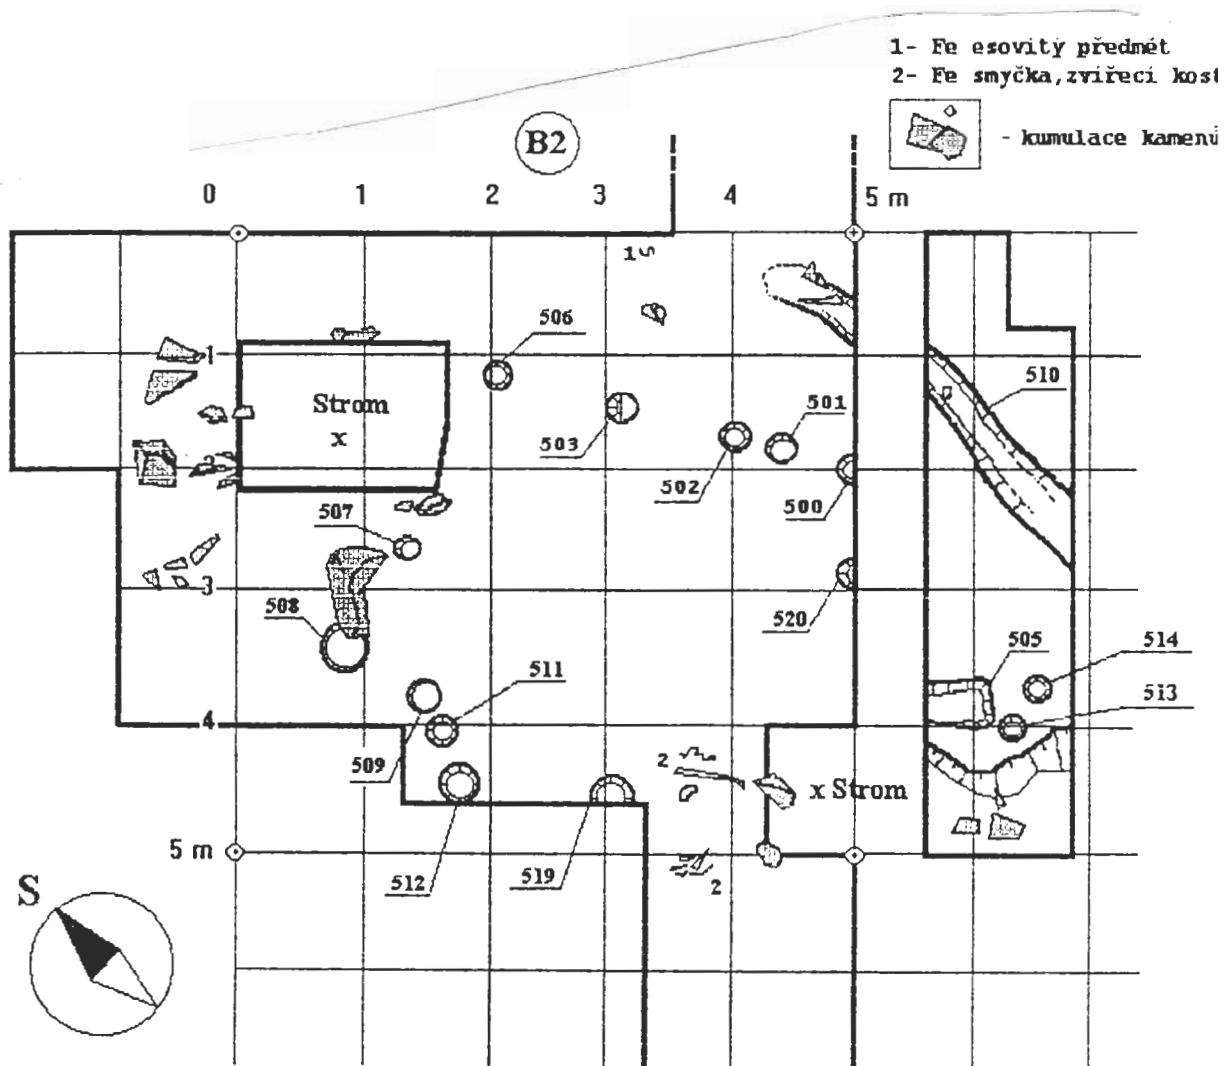 1- Fe esovitý předmět
2- Fe smyčka,zvířecí kost
- kumulace kamenů
B2
0 1 2 3 4 5 m
1
506
510
1
Strom
x
501
503
2
502
500
507
3
508
520
505
514
511
513
4
509
2
x Strom
5 m
512
519
2
S